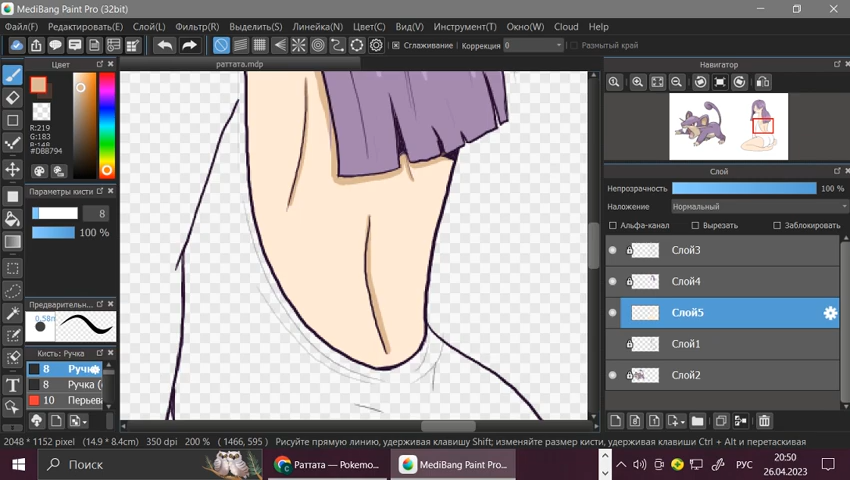 MediBang Paint Pro (32bit)
Файл(F) Редактировать(E) Слой(L) Фильтр(R) Выделить(S) Линейка(N) Цвет(C) Вид(V) Инструмент(T) Окно(W) Cloud Help
Сглаживание Коррекция 0 Размытый край
Цвет
раттата.mdp
Навигатор
R:219
G:183
B:148
#DBB794
Слой
Параметры кисти
Непрозрачность 100 %
8
Наложение Нормальный
100 %
Альфа-канал Вырезать Заблокировать
Слой3
Слой4
Предваритель...
Слой5
Слой1
Кисть: Ручка
8
Слой2
8 Ручка
10 Перьева
2048 * 1152 pixel (14.9 * 8.4cm) 350 dpi 200 % ( 1466, 595 ) Рисуйте прямую линию, удерживая клавишу Shift; изменяйте размер кисти, удерживая клавиши Ctrl + Alt и перетаскивая
Поиск Раттата — Pokemo... MediBang Paint Pro... РУС 20:50
26.04.2023